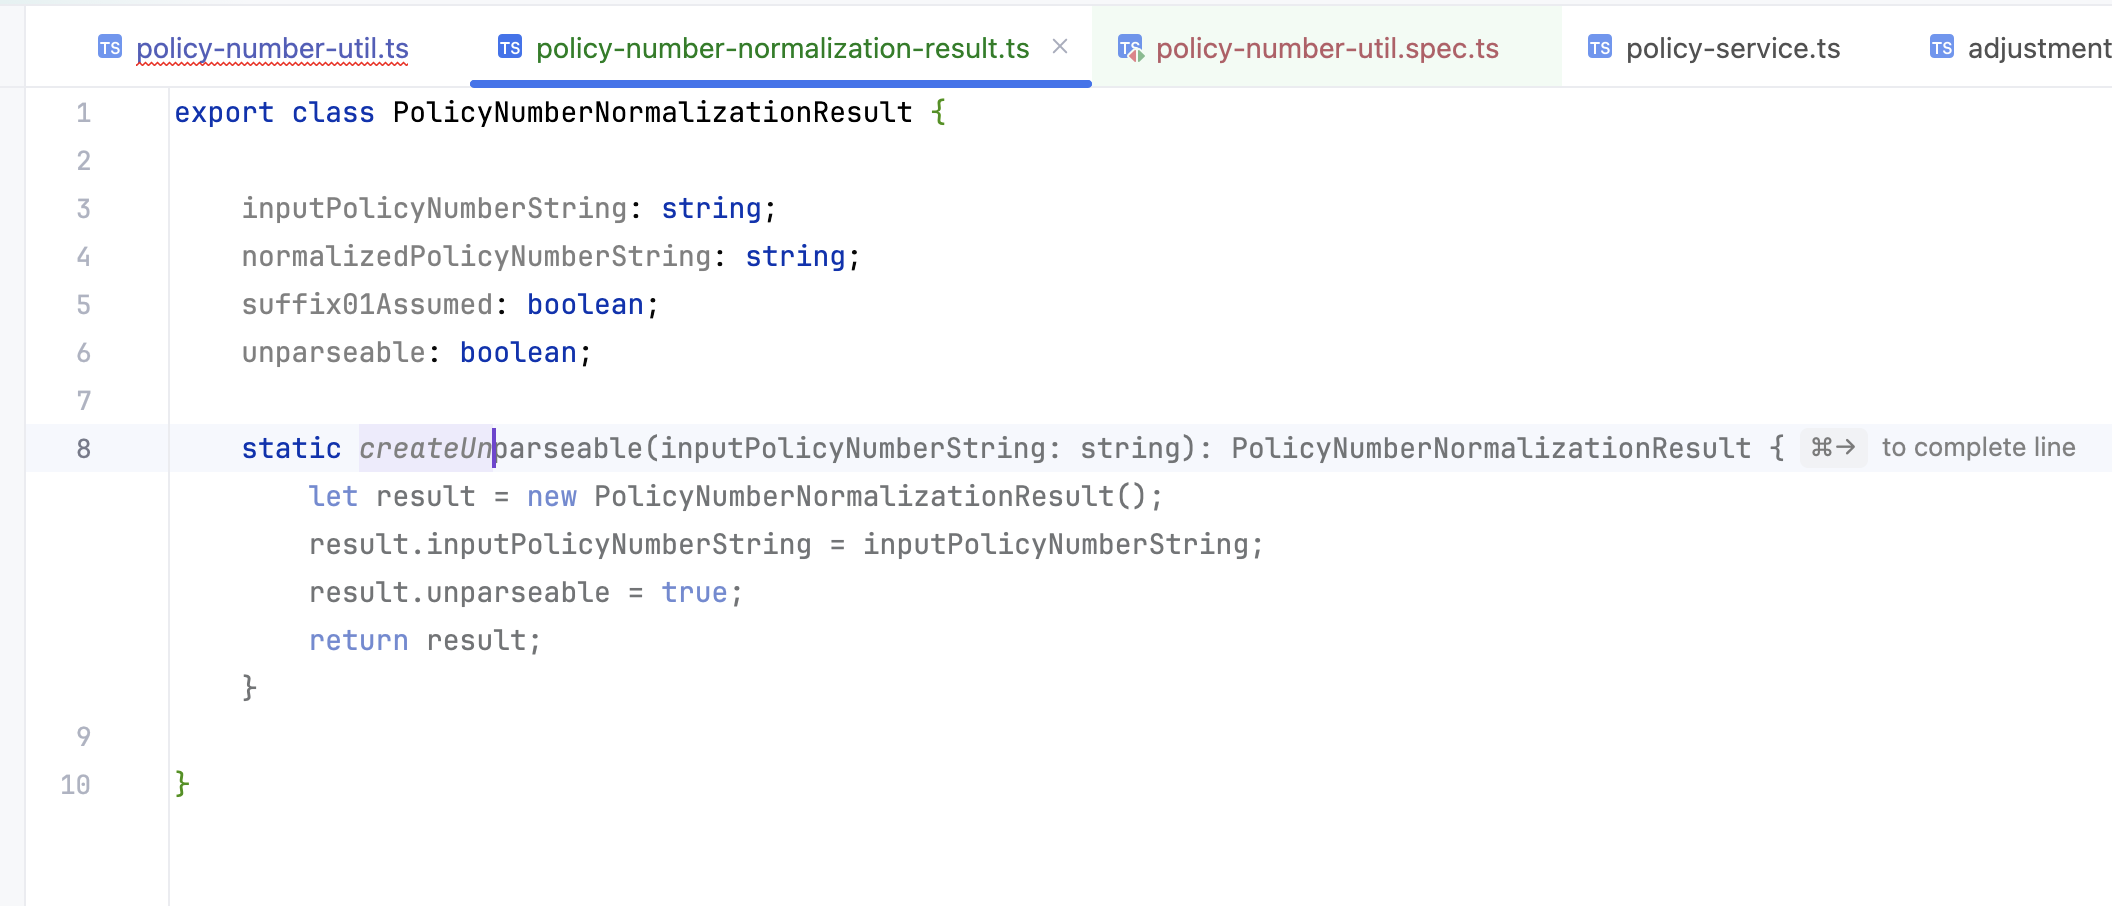 TS policy-number-util.ts TS policy-number-normalization-result.ts × TS policy-number-util.spec.ts TS policy-service.ts TS adjustment
1 export class PolicyNumberNormalizationResult {
2
3 inputPolicyNumberString: string;
4 normalizedPolicyNumberString: string;
5 suffix01Assumed: boolean;
6 unparseable: boolean;
7
8 static createUnparseable(inputPolicyNumberString: string): PolicyNumberNormalizationResult { ⌘→ to complete line
let result = new PolicyNumberNormalizationResult();
result.inputPolicyNumberString = inputPolicyNumberString;
result.unparseable = true;
return result;
}
9
10 }